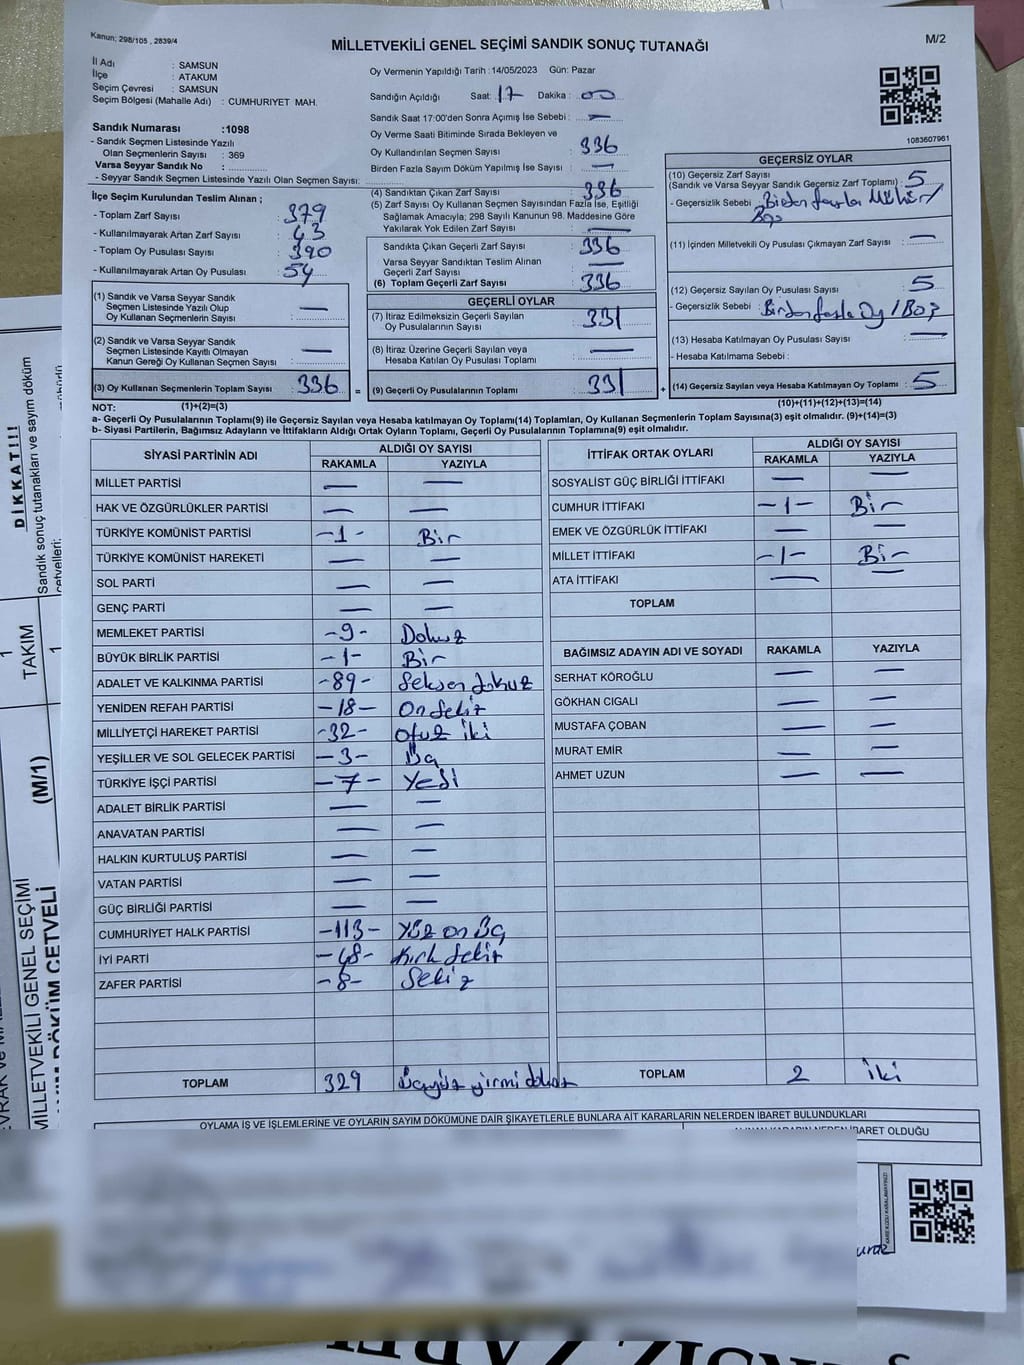 Kanun; 298/105 , 2839/4
MİLLETVEKİLİ GENEL SEÇİMİ SANDIK SONUÇ TUTANAĞI
M/2
İl Adı : SAMSUN
İlçe : ATAKUM
Seçim Çevresi : SAMSUN
Seçim Bölgesi (Mahalle Adı) : CUMHURIYET MAH.
Sandık Numarası :1098
- Sandık Seçmen Listesinde Yazılı
Olan Seçmenlerin Sayısı : 369
Varsa Seyyar Sandık No :
- Seyyar Sandık Seçmen Listesinde Yazılı Olan Seçmen Sayısı:
İlçe Seçim Kurulundan Teslim Alınan ;
- Toplam Zarf Sayısı : 379
- Kullanılmayarak Artan Zarf Sayısı : 43
- Toplam Oy Pusulası Sayısı : 390
- Kullanılmayarak Artan Oy Pusulası : 54
(1) Sandık ve Varsa Seyyar Sandık
Seçmen Listesinde Yazılı Olup
Oy Kullanan Seçmenlerin Sayısı : —
(2) Sandık ve Varsa Seyyar Sandık
Seçmen Listesinde Kayıtlı Olmayan
Kanun Gereği Oy Kullanan Seçmen Sayısı : —
(3) Oy Kullanan Seçmenlerin Toplam Sayısı : 336 =
Oy Vermenin Yapıldığı Tarih :14/05/2023 Gün: Pazar
Sandığın Açıldığı Saat: 17 Dakika : 00
Sandık Saat 17:00'den Sonra Açımış İse Sebebi : —
Oy Verme Saati Bitiminde Sırada Bekleyen ve
Oy Kullandırılan Seçmen Sayısı : 336
Birden Fazla Sayım Döküm Yapılmış İse Sayısı : —
(4) Sandıktan Çıkan Zarf Sayısı : 336
(5) Zarf Sayısı Oy Kullanan Seçmen Sayısından Fazla İse, Eşitliği
Sağlamak Amacıyla; 298 Sayılı Kanunun 98. Maddesine Göre
Yakılarak Yok Edilen Zarf Sayısı : —
Sandıkta Çıkan Geçerli Zarf Sayısı : 336
Varsa Seyyar Sandıktan Teslim Alınan
Geçerli Zarf Sayısı : —
(6) Toplam Geçerli Zarf Sayısı : 336
GEÇERLİ OYLAR
(7) İtiraz Edilmeksizin Geçerli Sayılan
Oy Pusulalarının Sayısı : 331
(8) İtiraz Üzerine Geçerli Sayılan veya
Hesaba Katılan Oy Pusulası Toplamı : —
(9) Geçerli Oy Pusulalarının Toplamı : 331 +
1083607961
GEÇERSİZ OYLAR
(10) Geçersiz Zarf Sayısı
(Sandık ve Varsa Seyyar Sandık Geçersiz Zarf Toplamı) : 5
- Geçersizlik Sebebi : Birden fazla Mühür/
Boş
(11) İçinden Milletvekili Oy Pusulası Çıkmayan Zarf Sayısı : —
(12) Geçersiz Sayılan Oy Pusulası Sayısı : 5
- Geçersizlik Sebebi : Birden fazla Oy / Boş
(13) Hesaba Katılmayan Oy Pusulası Sayısı : —
- Hesaba Katılmama Sebebi :
(14) Geçersiz Sayılan veya Hesaba Katılmayan Oy Toplamı : 5
NOT: (1)+(2)=(3) (10)+(11)+(12)+(13)=(14)
a- Geçerli Oy Pusulalarının Toplamı(9) ile Geçersiz Sayılan veya Hesaba katılmayan Oy Toplamı(14) Toplamları, Oy Kullanan Seçmenlerin Toplam Sayısına(3) eşit olmalıdır. (9)+(14)=(3)
b- Siyasi Partilerin, Bağımsız Adayların ve İttifakların Aldığı Ortak Oyların Toplamı, Geçerli Oy Pusulalarının Toplamına(9) eşit olmalıdır.
SİYASİ PARTİNİN ADI ALDIĞI OY SAYISI
RAKAMLA YAZIYLA
MİLLET PARTİSİ — —
HAK VE ÖZGÜRLÜKLER PARTİSİ — —
TÜRKİYE KOMÜNİST PARTİSİ -1- Bir
TÜRKİYE KOMÜNİST HAREKETİ — —
SOL PARTİ — —
GENÇ PARTİ — —
MEMLEKET PARTİSİ -9- Dokuz
BÜYÜK BİRLİK PARTİSİ -1- Bir
ADALET VE KALKINMA PARTİSİ -89- Seksen dokuz
YENİDEN REFAH PARTİSİ -18- On Sekiz
MİLLİYETÇİ HAREKET PARTİSİ -32- Otuz iki
YEŞİLLER VE SOL GELECEK PARTİSİ -3- Üç
TÜRKİYE İŞÇİ PARTİSİ -7- Yedi
ADALET BİRLİK PARTİSİ — —
ANAVATAN PARTİSİ — —
HALKIN KURTULUŞ PARTİSİ — —
VATAN PARTİSİ — —
GÜÇ BİRLİĞİ PARTİSİ — —
CUMHURİYET HALK PARTİSİ -113- Yüz on üç
İYİ PARTİ -48- Kırk Sekiz
ZAFER PARTİSİ -8- Sekiz
TOPLAM 329 Üçyüz yirmi dokuz
İTTİFAK ORTAK OYLARI ALDIĞI OY SAYISI
RAKAMLA YAZIYLA
SOSYALİST GÜÇ BİRLİĞİ İTTİFAKI — —
CUMHUR İTTİFAKI -1- Bir
EMEK VE ÖZGÜRLÜK İTTİFAKI — —
MİLLET İTTİFAKI -1- Bir
ATA İTTİFAKI — —
TOPLAM
BAĞIMSIZ ADAYIN ADI VE SOYADI RAKAMLA YAZIYLA
SERHAT KÖROĞLU — —
GÖKHAN CIGALI — —
MUSTAFA ÇOBAN — —
MURAT EMİR — —
AHMET UZUN — —
TOPLAM 2 İki
OYLAMA İŞ VE İŞLEMLERİNE VE OYLARIN SAYIM DÖKÜMÜNE DAİR ŞİKAYETLERLE BUNLARA AİT KARARLARIN NELERDEN İBARET BULUNDUKLARI
ALINAN KARARIN NEDEN İBARET OLDUĞU
DİKKAT!!!
Sandık sonuç tutanakları ve sayım döküm
cetvelleri:
1
TAKIM
1
(M/1)
MİLLETVEKİLİ GENEL SEÇİMİ
DÖKÜM CETVELİ